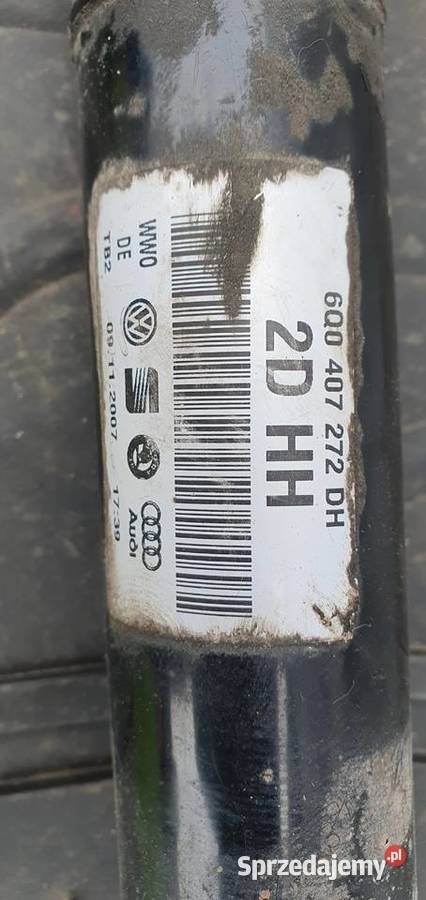 6Q0 407 272 DH
2D HH
WW0
DE
TB2 09.11.2007 17:39
Audi
Sprzedajemy.pl